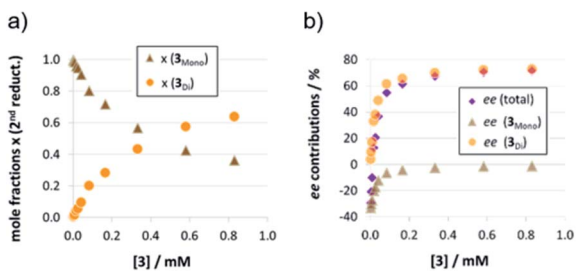 a)
mole fractions x (2nd reduct.)
1.0
0.8
0.6
0.4
0.2
0.0
x (3Mono)
x (3Di)
0.0 0.2 0.4 0.6 0.8 1.0
[3] / mM
b)
ee contributions / %
80
60
40
20
0
-20
-40
ee (total)
ee (3Mono)
ee (3Di)
0.0 0.2 0.4 0.6 0.8 1.0
[3] / mM